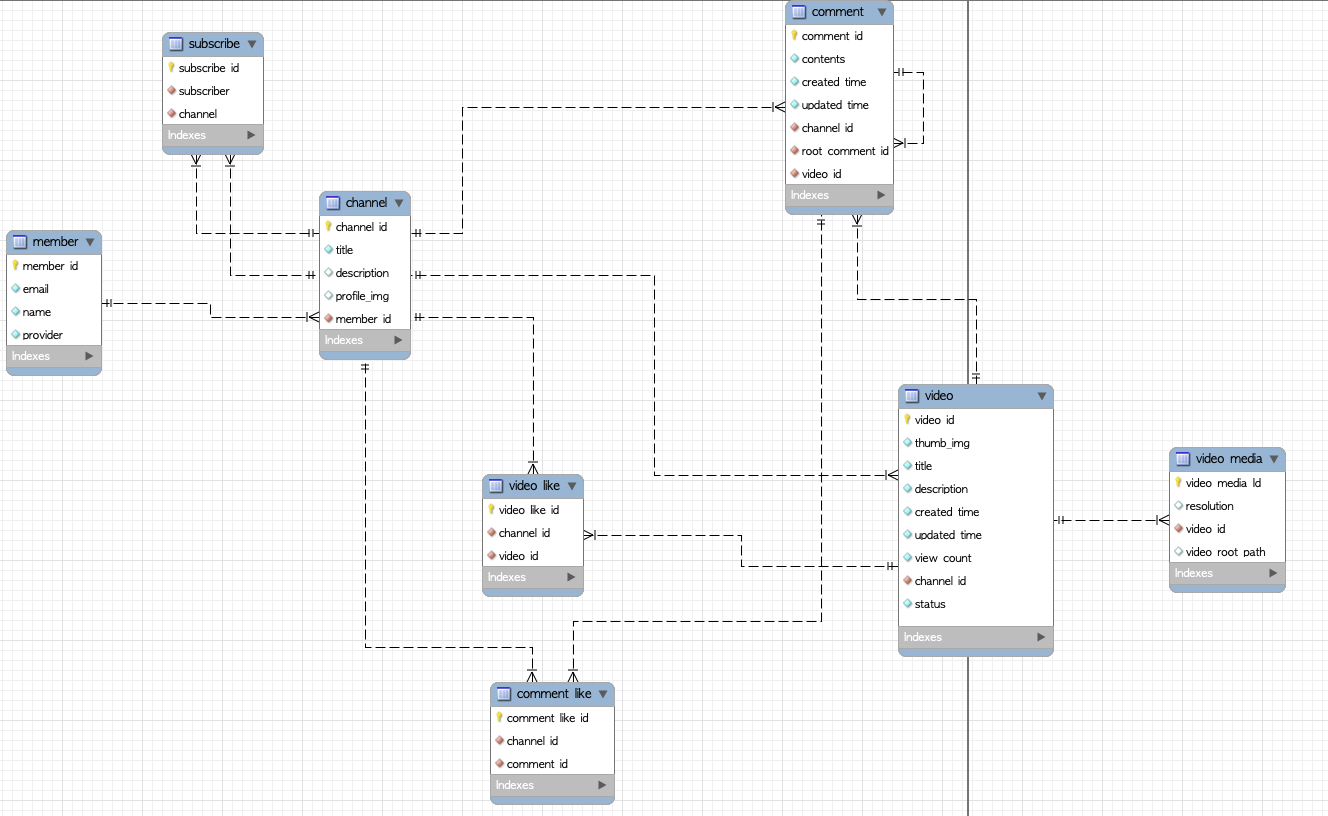 subscribe
subscribe id
subscriber
channel
Indexes
member
member id
email
name
provider
Indexes
channel
channel id
title
description
profile_img
member id
Indexes
comment
comment id
contents
created time
updated time
channel id
root comment id
video id
Indexes
video like
video like id
channel id
video id
Indexes
comment like
comment like id
channel id
comment id
Indexes
video
video id
thumb_img
title
description
created time
updated time
view count
channel id
status
Indexes
video media
video media Id
resolution
video id
video root path
Indexes